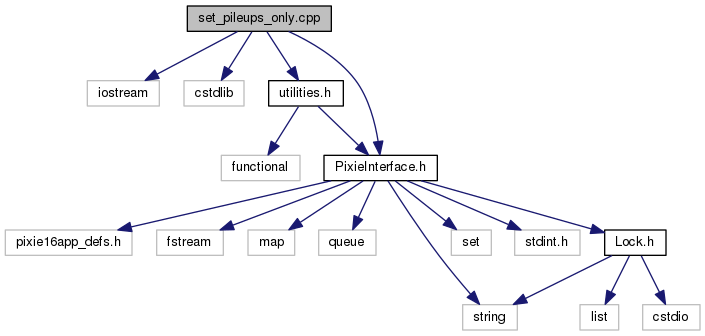 set_pileups_only.cpp
iostream
cstdlib
utilities.h
functional
PixieInterface.h
pixie16app_defs.h
fstream
map
queue
set
stdint.h
Lock.h
string
list
cstdio